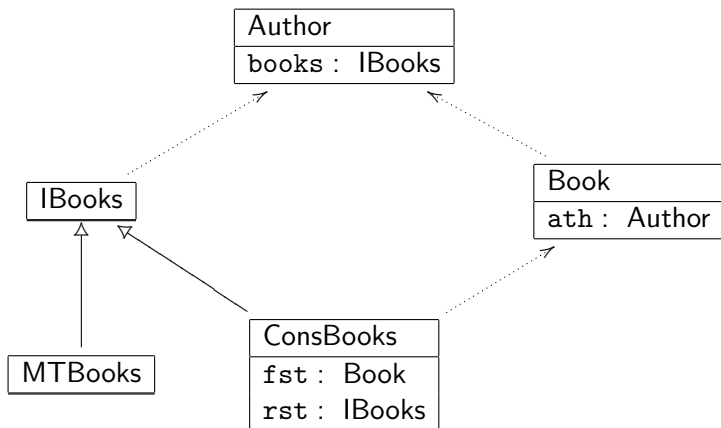 Author
books : IBooks
IBooks
Book
ath : Author
MTBooks
ConsBooks
fst : Book
rst : IBooks